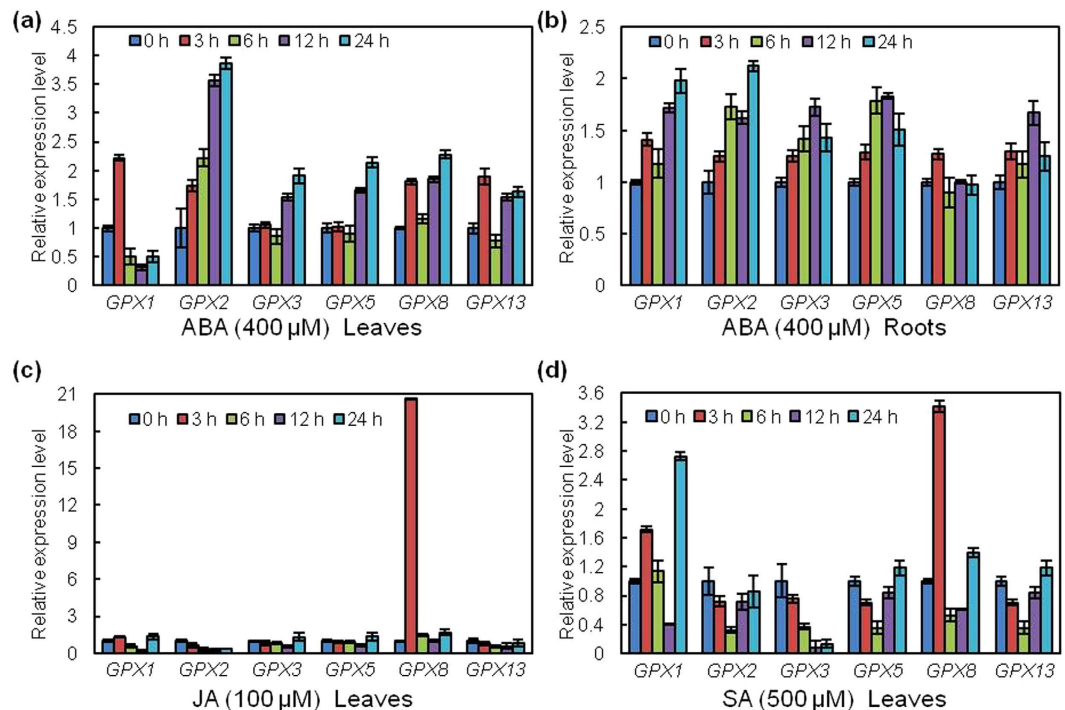 (a)
Relative expression level
4.5
4
3.5
3
2.5
2
1.5
1
0.5
0
0 h 3 h 6 h 12 h 24 h
GPX1 GPX2 GPX3 GPX5 GPX8 GPX13
ABA (400 µM) Leaves
(b)
Relative expression level
2.5
2
1.5
1
0.5
0
0 h 3 h 6 h 12 h 24 h
GPX1 GPX2 GPX3 GPX5 GPX8 GPX13
ABA (400 µM) Roots
(c)
Relative expression level
21
18
15
12
9
6
3
0
0 h 3 h 6 h 12 h 24 h
GPX1 GPX2 GPX3 GPX5 GPX8 GPX13
JA (100 µM) Leaves
(d)
Relative expression level
3.6
3.2
2.8
2.4
2
1.6
1.2
0.8
0.4
0
0 h 3 h 6 h 12 h 24 h
GPX1 GPX2 GPX3 GPX5 GPX8 GPX13
SA (500 µM) Leaves